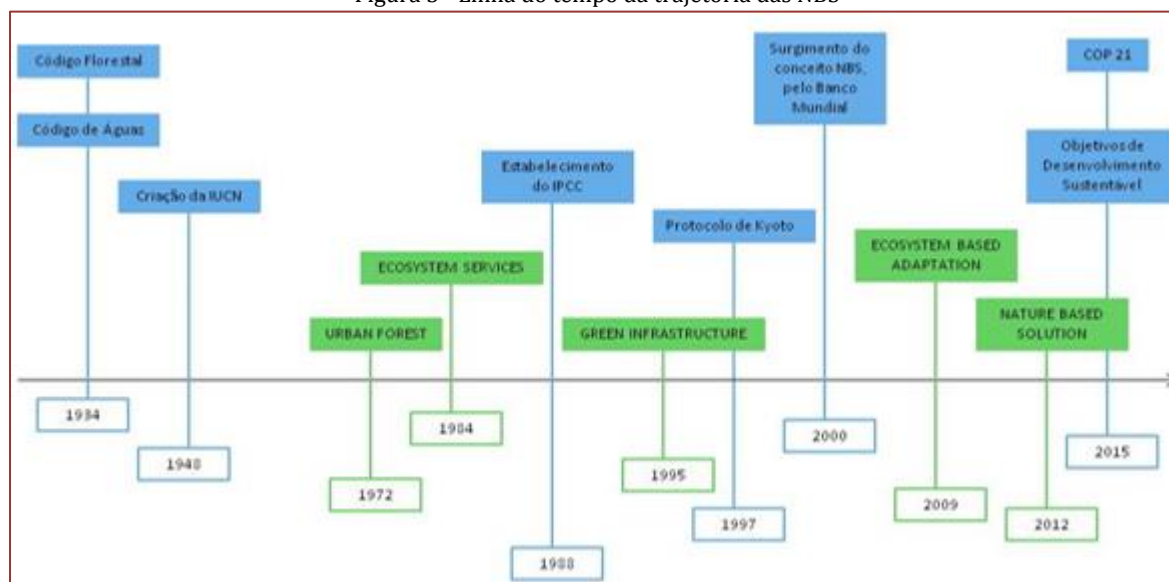 Figura 3 - Linha do tempo da trajetória das NBS
Código Florestal
Código de Águas
Criação da IUCN
URBAN FOREST
ECOSYSTEM SERVICES
Estabelecimento
do IPCC
GREEN INFRASTRUCTURE
Protocolo de Kyoto
Surgimento do
conceito NBS,
pelo Banco
Mundial
ECOSYSTEM BASED
ADAPTATION
NATURE BASED
SOLUTION
COP 21
Objetivos de
Desenvolvimento
Sustentável
1934
1948
1972
1984
1988
1995
1997
2000
2009
2012
2015